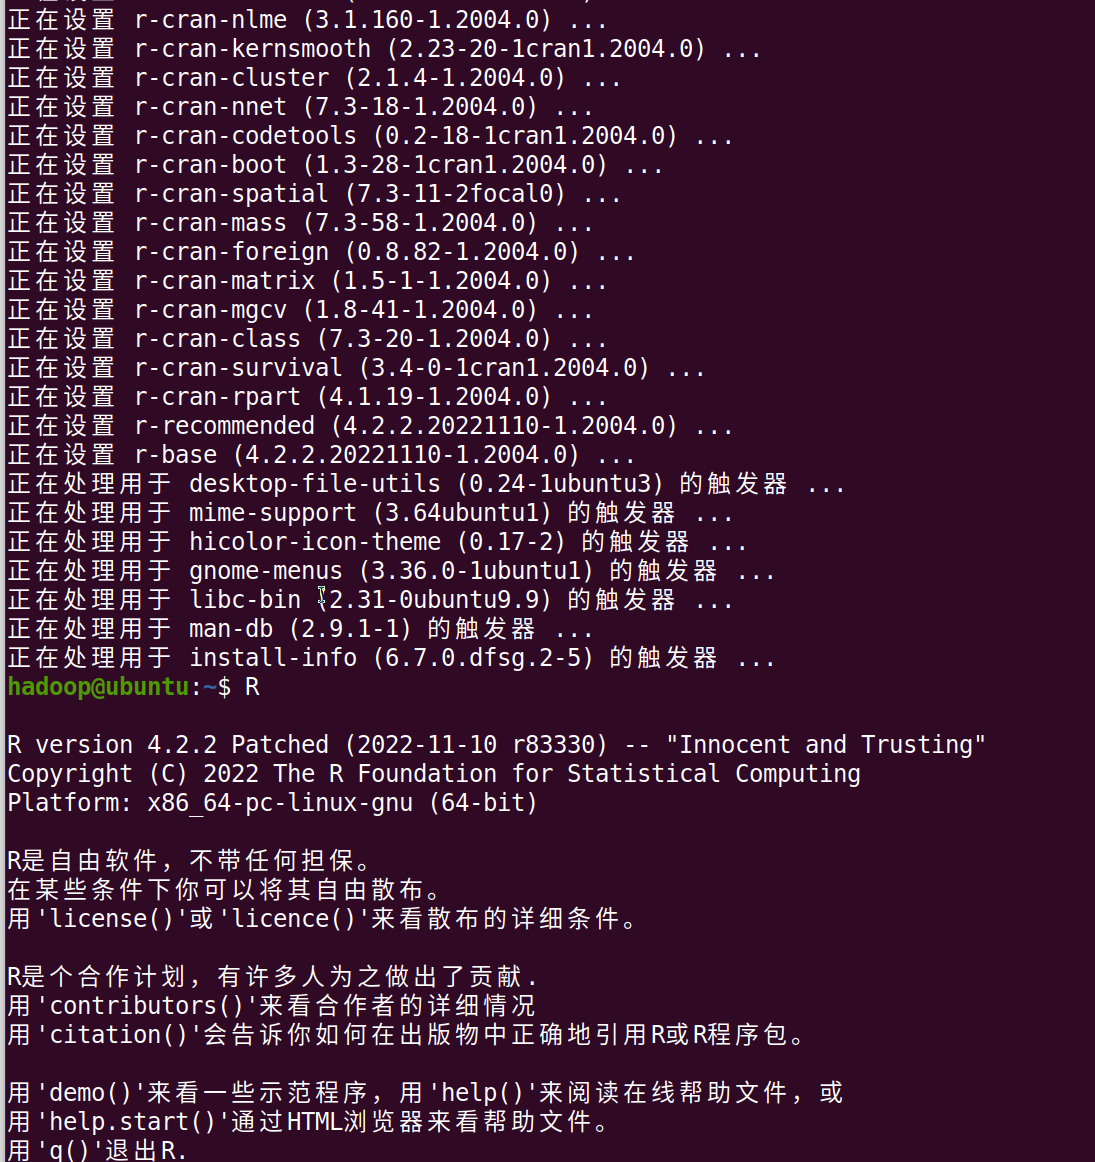 正在设置 r-cran-nlme (3.1.160-1.2004.0) ...
正在设置 r-cran-kernsmooth (2.23-20-1cran1.2004.0) ...
正在设置 r-cran-cluster (2.1.4-1.2004.0) ...
正在设置 r-cran-nnet (7.3-18-1.2004.0) ...
正在设置 r-cran-codetools (0.2-18-1cran1.2004.0) ...
正在设置 r-cran-boot (1.3-28-1cran1.2004.0) ...
正在设置 r-cran-spatial (7.3-11-2focal0) ...
正在设置 r-cran-mass (7.3-58-1.2004.0) ...
正在设置 r-cran-foreign (0.8.82-1.2004.0) ...
正在设置 r-cran-matrix (1.5-1-1.2004.0) ...
正在设置 r-cran-mgcv (1.8-41-1.2004.0) ...
正在设置 r-cran-class (7.3-20-1.2004.0) ...
正在设置 r-cran-survival (3.4-0-1cran1.2004.0) ...
正在设置 r-cran-rpart (4.1.19-1.2004.0) ...
正在设置 r-recommended (4.2.2.20221110-1.2004.0) ...
正在设置 r-base (4.2.2.20221110-1.2004.0) ...
正在处理用于 desktop-file-utils (0.24-1ubuntu3) 的触发器 ...
正在处理用于 mime-support (3.64ubuntu1) 的触发器 ...
正在处理用于 hicolor-icon-theme (0.17-2) 的触发器 ...
正在处理用于 gnome-menus (3.36.0-1ubuntu1) 的触发器 ...
正在处理用于 libc-bin (2.31-0ubuntu9.9) 的触发器 ...
正在处理用于 man-db (2.9.1-1) 的触发器 ...
正在处理用于 install-info (6.7.0.dfsg.2-5) 的触发器 ...
hadoop@ubuntu:~$ R
R version 4.2.2 Patched (2022-11-10 r83330) -- "Innocent and Trusting"
Copyright (C) 2022 The R Foundation for Statistical Computing
Platform: x86_64-pc-linux-gnu (64-bit)
R是自由软件，不带任何担保。
在某些条件下你可以将其自由散布。
用'license()'或'licence()'来看散布的详细条件。
R是个合作计划，有许多人为之做出了贡献.
用'contributors()'来看合作者的详细情况
用'citation()'会告诉你如何在出版物中正确地引用R或R程序包。
用'demo()'来看一些示范程序，用'help()'来阅读在线帮助文件，或
用'help.start()'通过HTML浏览器来看帮助文件。
用'q()'退出R.